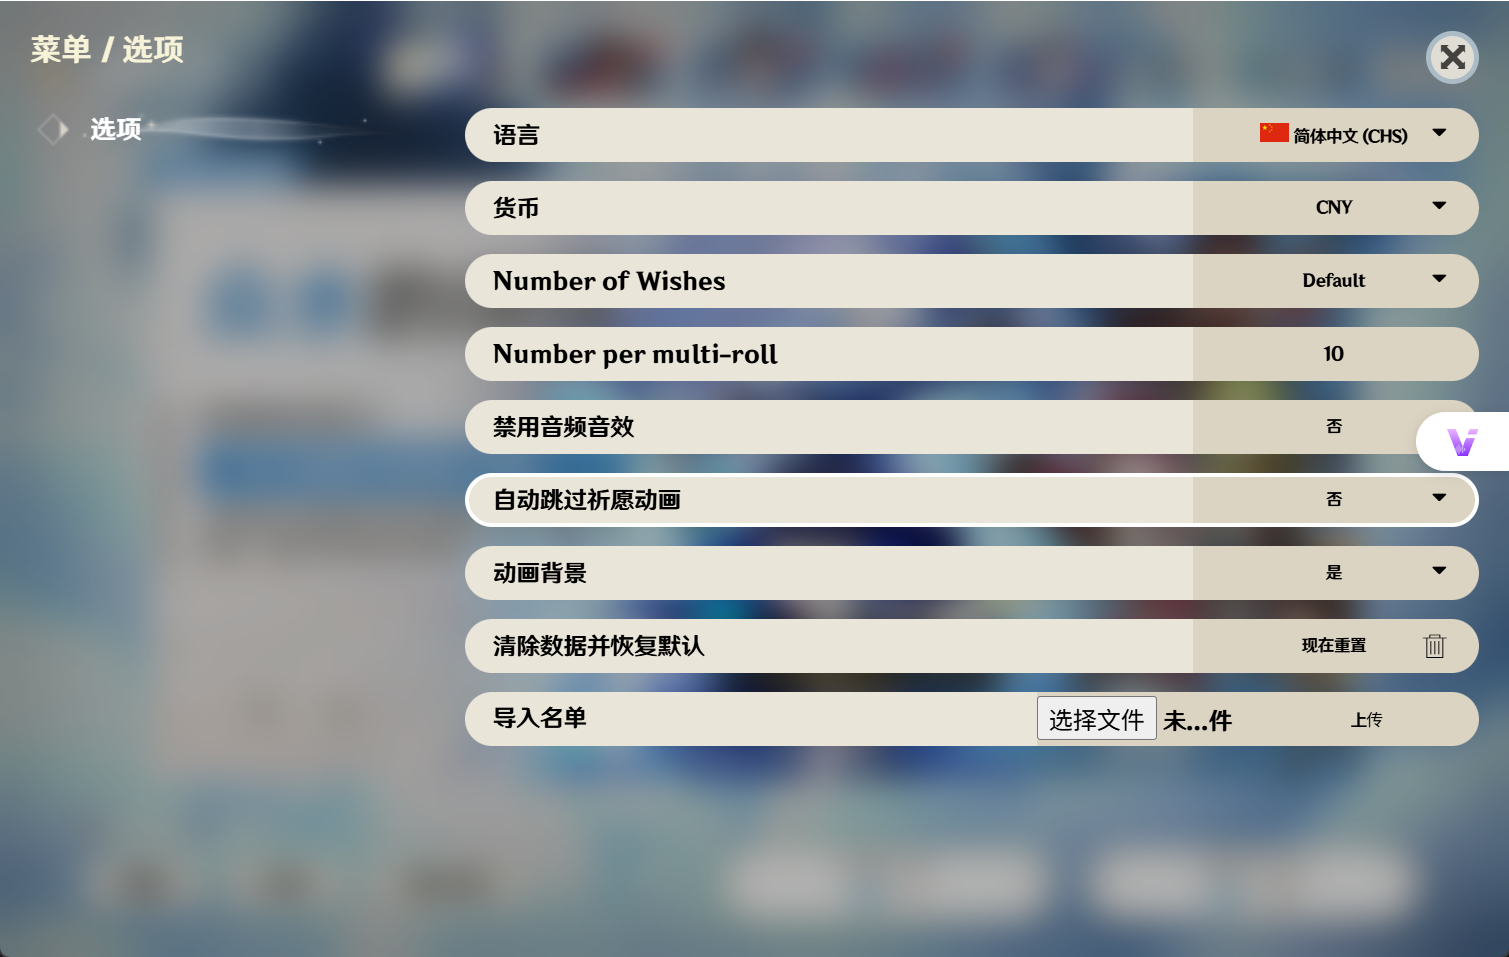 菜单 / 选项
选项
语言 简体中文 (CHS)
货币 CNY
Number of Wishes Default
Number per multi-roll 10
禁用音频音效 否
自动跳过祈愿动画 否
动画背景 是
清除数据并恢复默认 现在重置
导入名单 选择文件 未...件 上传